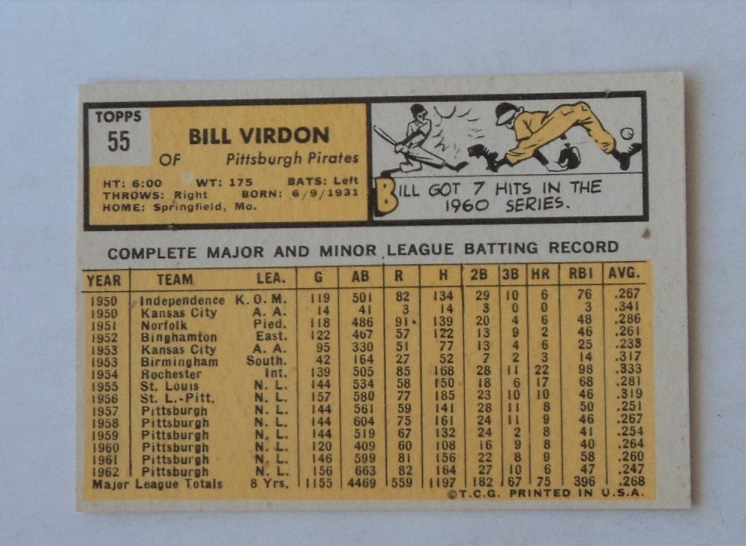 TOPPS
55
BILL VIRDON
OF Pittsburgh Pirates
HT: 6:00 WT: 175 BATS: Left
THROWS: Right BORN: 6/9/1931
HOME: Springfield, Mo.
BILL GOT 7 HITS IN THE
1960 SERIES.
COMPLETE MAJOR AND MINOR LEAGUE BATTING RECORD
YEAR TEAM LEA. G AB R H 2B 3B HR RBI AVG.
1950 Independence K. O. M. 119 501 82 134 29 10 6 76 .267
1950 Kansas City A. A. 14 41 3 14 3 0 0 3 .341
1951 Norfolk Pied. 118 486 91 139 20 4 6 48 .286
1952 Binghamton East. 122 467 57 122 13 9 2 46 .261
1953 Kansas City A. A. 95 330 51 77 13 4 6 25 .233
1953 Birmingham South. 42 164 27 52 7 2 3 14 .317
1954 Rochester Int. 139 505 85 168 28 11 22 98 .333
1955 St. Louis N. L. 144 534 58 150 18 6 17 68 .281
1956 St. L.-Pitt. N. L. 157 580 77 185 23 10 10 46 .319
1957 Pittsburgh N. L. 144 561 59 141 28 11 8 50 .251
1958 Pittsburgh N. L. 144 604 75 161 24 11 9 46 .267
1959 Pittsburgh N. L. 144 519 67 132 24 2 8 41 .254
1960 Pittsburgh N. L. 120 409 60 108 16 9 8 40 .264
1961 Pittsburgh N. L. 146 599 81 156 22 8 9 58 .260
1962 Pittsburgh N. L. 156 663 82 164 27 10 6 47 .247
Major League Totals 8 Yrs. 1155 4469 559 1197 182 67 75 396 .268
©T.C.G. PRINTED IN U.S.A.